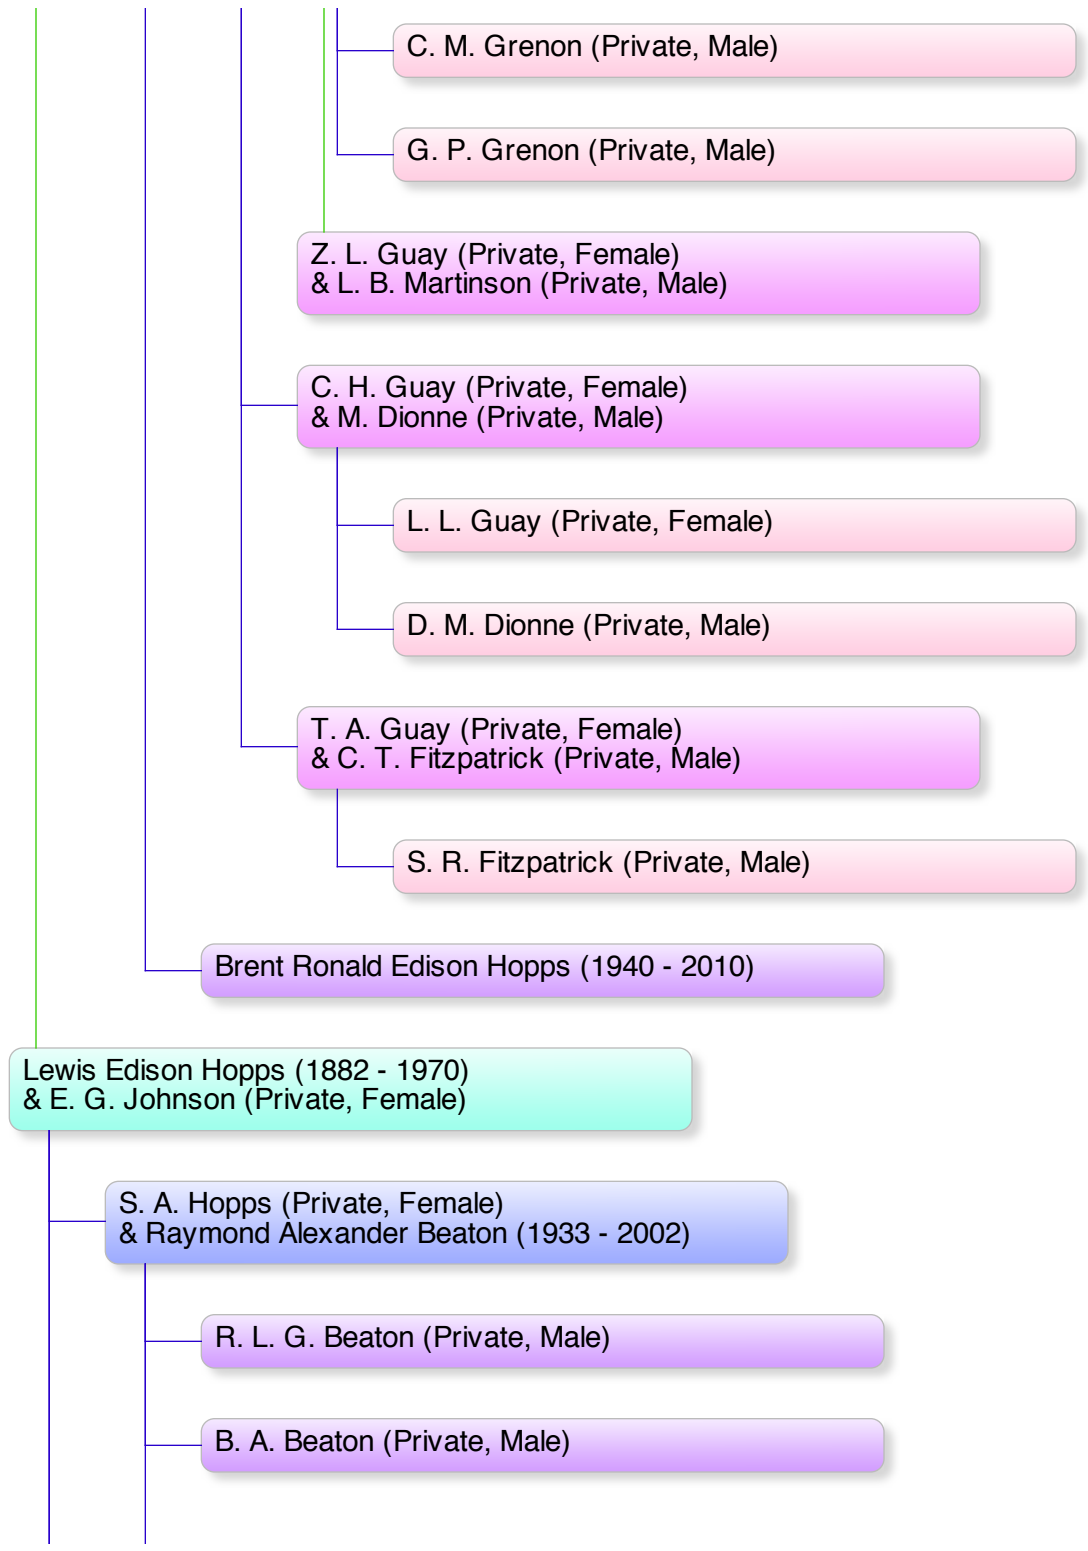 C. M. Grenon (Private, Male)
G. P. Grenon (Private, Male)
Z. L. Guay (Private, Female)
& L. B. Martinson (Private, Male)
C. H. Guay (Private, Female)
& M. Dionne (Private, Male)
L. L. Guay (Private, Female)
D. M. Dionne (Private, Male)
T. A. Guay (Private, Female)
& C. T. Fitzpatrick (Private, Male)
S. R. Fitzpatrick (Private, Male)
Brent Ronald Edison Hopps (1940 - 2010)
Lewis Edison Hopps (1882 - 1970)
& E. G. Johnson (Private, Female)
S. A. Hopps (Private, Female)
& Raymond Alexander Beaton (1933 - 2002)
R. L. G. Beaton (Private, Male)
B. A. Beaton (Private, Male)